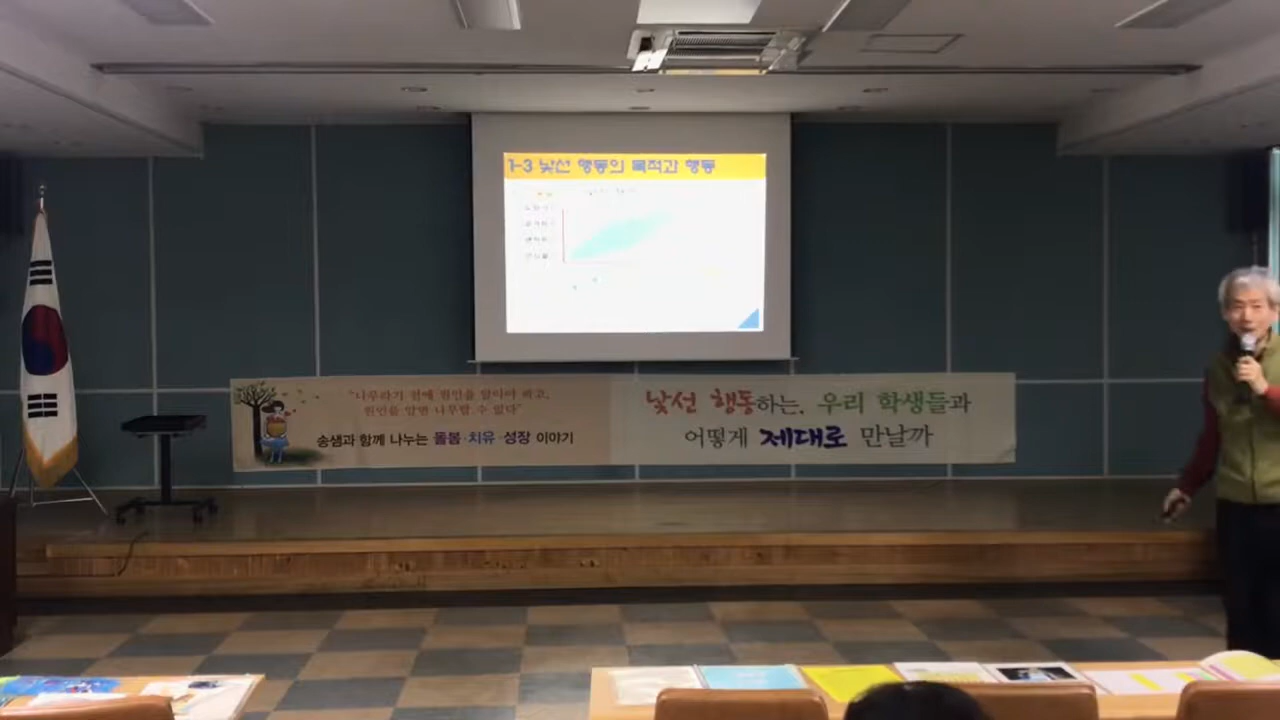 1-3 낯선 행동의 목적과 행동
"나무라기 전에 원인을 알아야 하고,
원인을 알면 나무랄 수 없다"
송샘과 함께 나누는 돌봄·치유·성장 이야기
낯선 행동하는, 우리 학생들과
어떻게 제대로 만날까